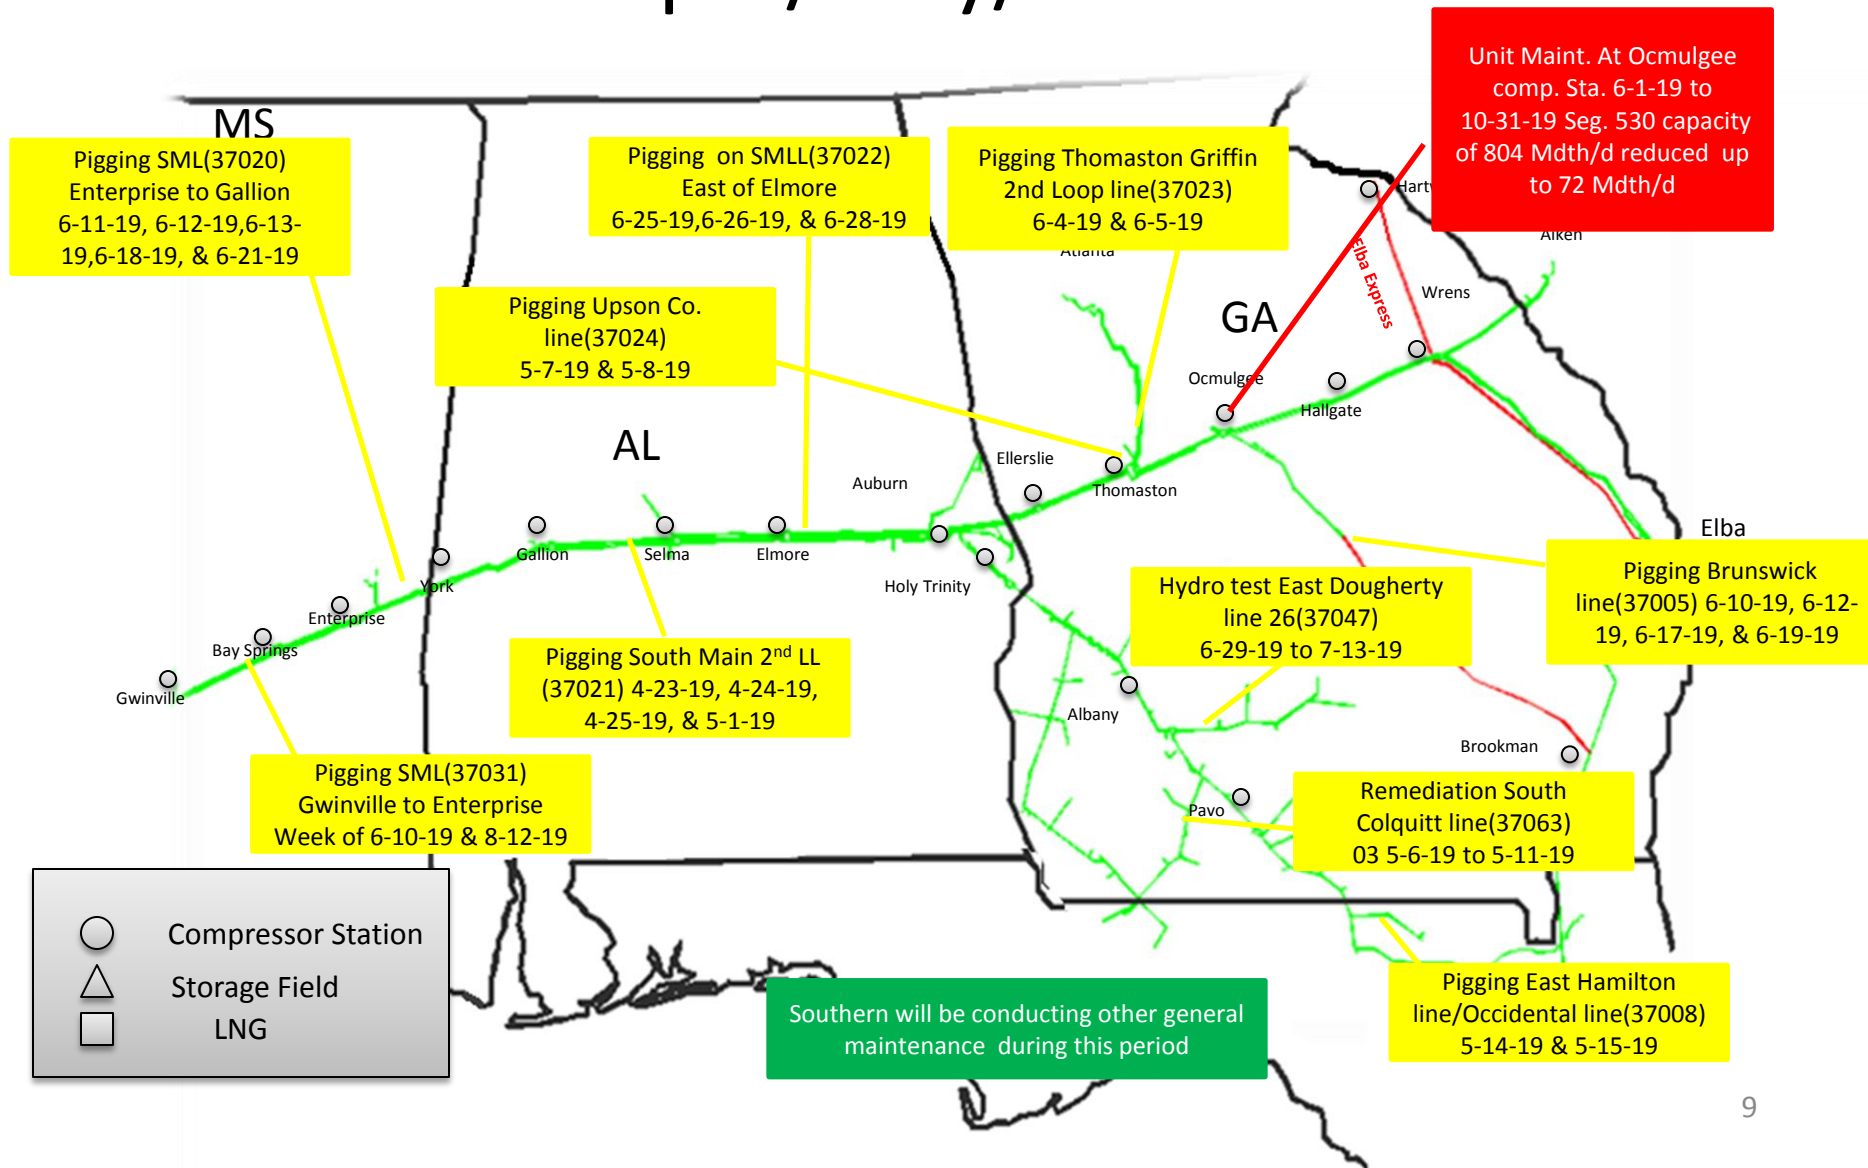 Unit Maint. At Ocmulgee
comp. Sta. 6-1-19 to
10-31-19 Seg. 530 capacity
of 804 Mdth/d reduced up
to 72 Mdth/d
MS
Pigging SML(37020)
Enterprise to Gallion
6-11-19, 6-12-19,6-13-
19,6-18-19, & 6-21-19
Pigging on SMLL(37022)
East of Elmore
6-25-19,6-26-19, & 6-28-19
Pigging Thomaston Griffin
2nd Loop line(37023)
6-4-19 & 6-5-19
Atlanta
Aiken
Elba Express
Wrens
Pigging Upson Co.
line(37024)
5-7-19 & 5-8-19
GA
Ocmulgee
Hallgate
AL
Auburn
Ellerslie
Thomaston
Gallion
Selma
Elmore
Holy Trinity
York
Enterprise
Bay Springs
Gwinville
Elba
Pigging Brunswick
line(37005) 6-10-19, 6-12-
19, 6-17-19, & 6-19-19
Hydro test East Dougherty
line 26(37047)
6-29-19 to 7-13-19
Pigging South Main 2nd LL
(37021) 4-23-19, 4-24-19,
4-25-19, & 5-1-19
Albany
Brookman
Pigging SML(37031)
Gwinville to Enterprise
Week of 6-10-19 & 8-12-19
Pavo
Remediation South
Colquitt line(37063)
03 5-6-19 to 5-11-19
Compressor Station
Storage Field
LNG
Southern will be conducting other general
maintenance during this period
Pigging East Hamilton
line/Occidental line(37008)
5-14-19 & 5-15-19
9